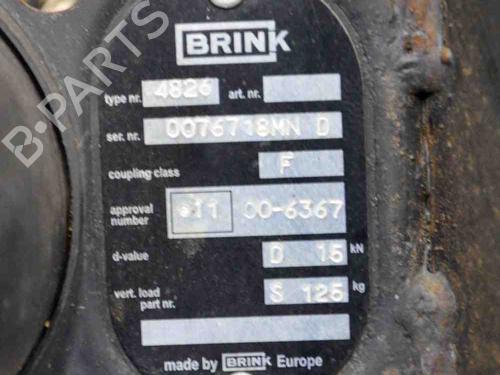 BRINK
type nr. 4826 art. nr.
ser. nr. 0076718MN D
coupling class F
approval number e11 00-6367
d-value D 15 kN
vert. load S 125 kg
part nr.
made by BRINK Europe
B-PARTS